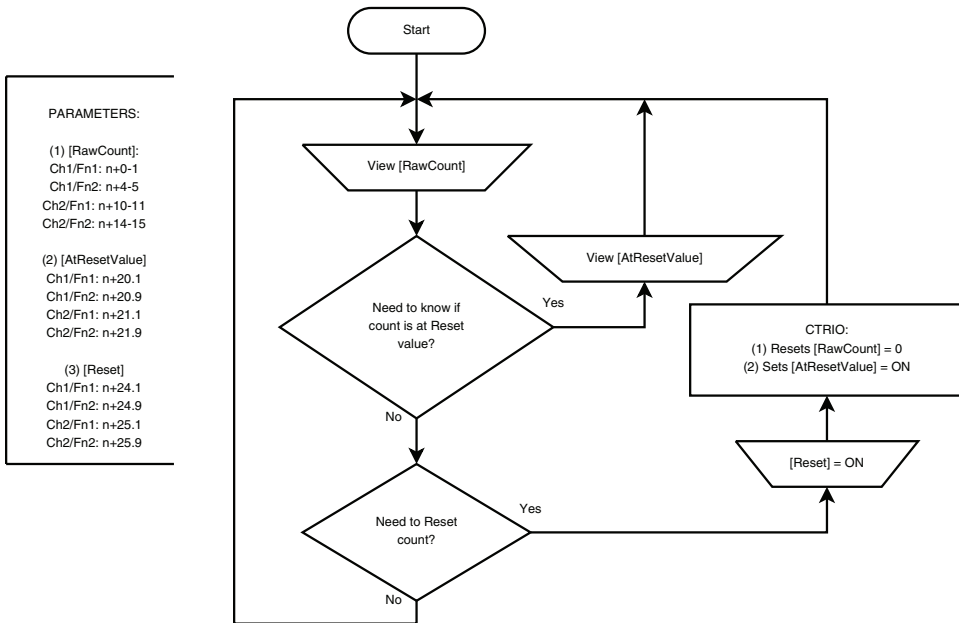 Start
PARAMETERS:
(1) [RawCount]:
Ch1/Fn1: n+0-1
Ch1/Fn2: n+4-5
Ch2/Fn1: n+10-11
Ch2/Fn2: n+14-15
(2) [AtResetValue]
Ch1/Fn1: n+20.1
Ch1/Fn2: n+20.9
Ch2/Fn1: n+21.1
Ch2/Fn2: n+21.9
(3) [Reset]
Ch1/Fn1: n+24.1
Ch1/Fn2: n+24.9
Ch2/Fn1: n+25.1
Ch2/Fn2: n+25.9
View [RawCount]
Need to know if
count is at Reset
value?
Yes
View [AtResetValue]
No
Need to Reset
count?
Yes
[Reset] = ON
CTRIO:
(1) Resets [RawCount] = 0
(2) Sets [AtResetValue] = ON
No